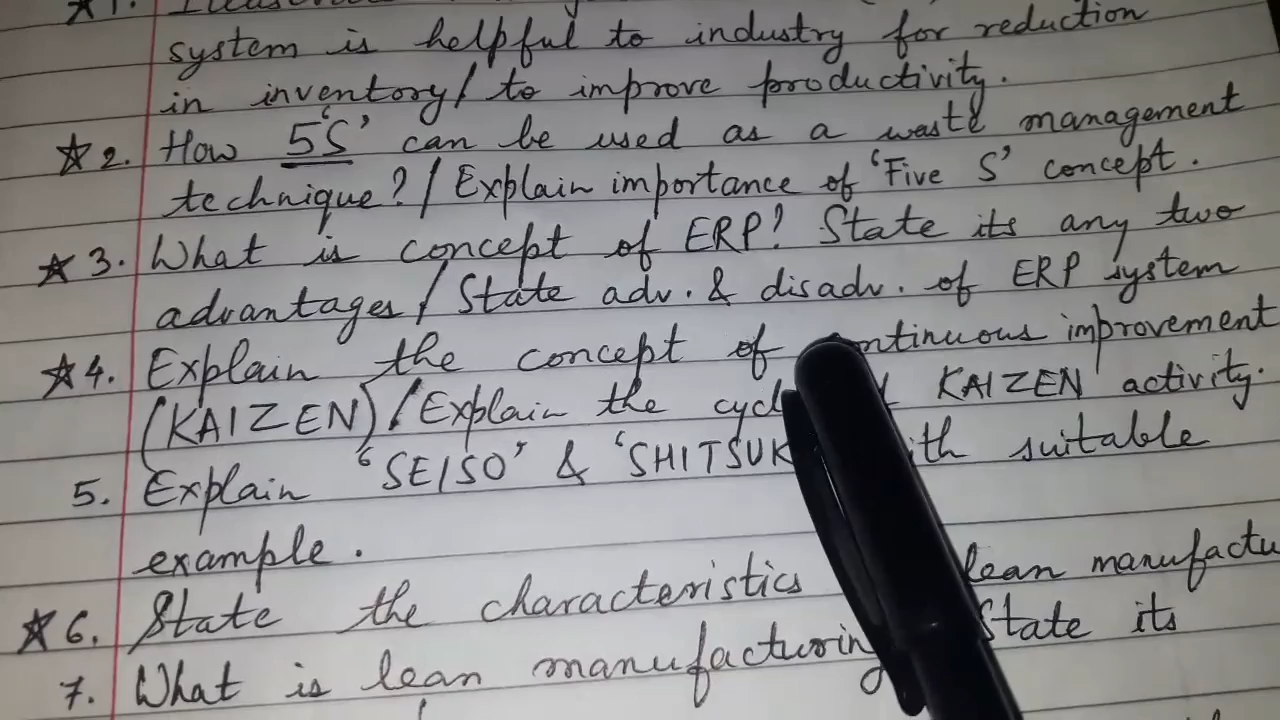 ★1.
system is helpful to industry for reduction
in inventory/ to improve productivity.
★2. How '5S' can be used as a waste management
technique? / Explain importance of 'Five S' concept.
★3. What is concept of ERP? State its any two
advantages / State adv. & disadv. of ERP system
★4. Explain the concept of continuous improvement
(KAIZEN) / Explain the KAIZEN activity.
5. Explain 'SEISO' & 'SHITSUK with suitable
example.
★6. State the characteristics lean manufactu
7. What is lean manufacturing State its